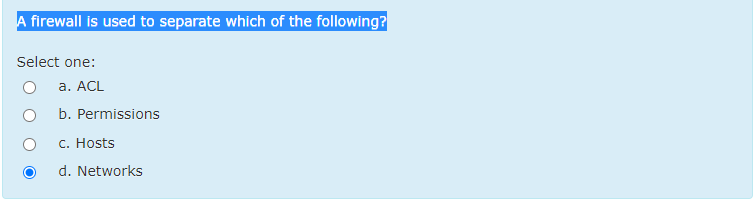 A firewall is used to separate which of the following?
Select one:
a. ACL
b. Permissions
c. Hosts
d. Networks